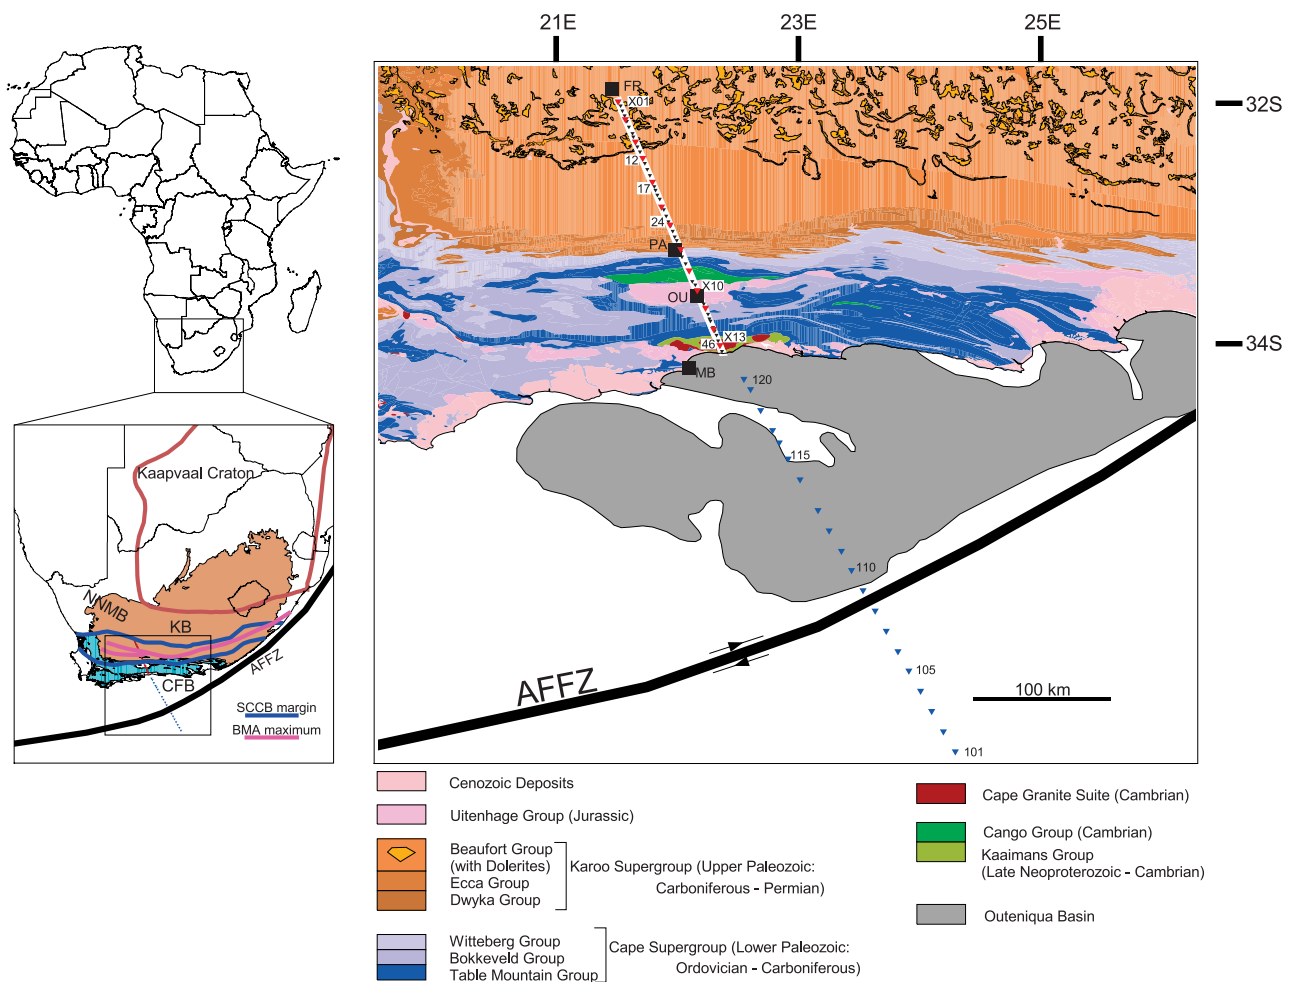 21E
23E
25E
32S
34S
FR
X01
12
17
24
PA
X10
OU
X13
46
MB
120
115
110
105
101
AFFZ
100 km
Kaapvaal Craton
NNMB
KB
AFFZ
CFB
SCCB margin
BMA maximum
Cenozoic Deposits
Uitenhage Group (Jurassic)
Beaufort Group
(with Dolerites)
Ecca Group
Dwyka Group
Karoo Supergroup (Upper Paleozoic:
Carboniferous - Permian)
Witteberg Group
Bokkeveld Group
Table Mountain Group
Cape Supergroup (Lower Paleozoic:
Ordovician - Carboniferous)
Cape Granite Suite (Cambrian)
Cango Group (Cambrian)
Kaaimans Group
(Late Neoproterozoic - Cambrian)
Outeniqua Basin